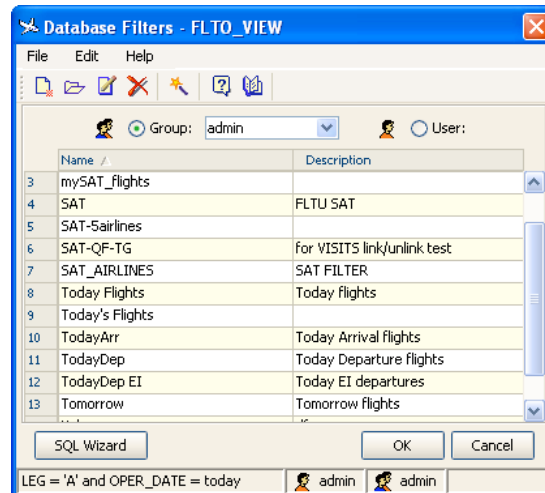 Database Filters - FLTO_VIEW
File Edit Help
Group: admin User:
Name Description
3 mySAT_flights
4 SAT FLTU SAT
5 SAT-5airlines
6 SAT-QF-TG for VISITS link/unlink test
7 SAT_AIRLINES SAT FILTER
8 Today Flights Today flights
9 Today's Flights
10 TodayArr Today Arrival flights
11 TodayDep Today Departure flights
12 TodayDep EI Today EI departures
13 Tomorrow Tomorrow flights
SQL Wizard OK Cancel
LEG = 'A' and OPER_DATE = today admin admin